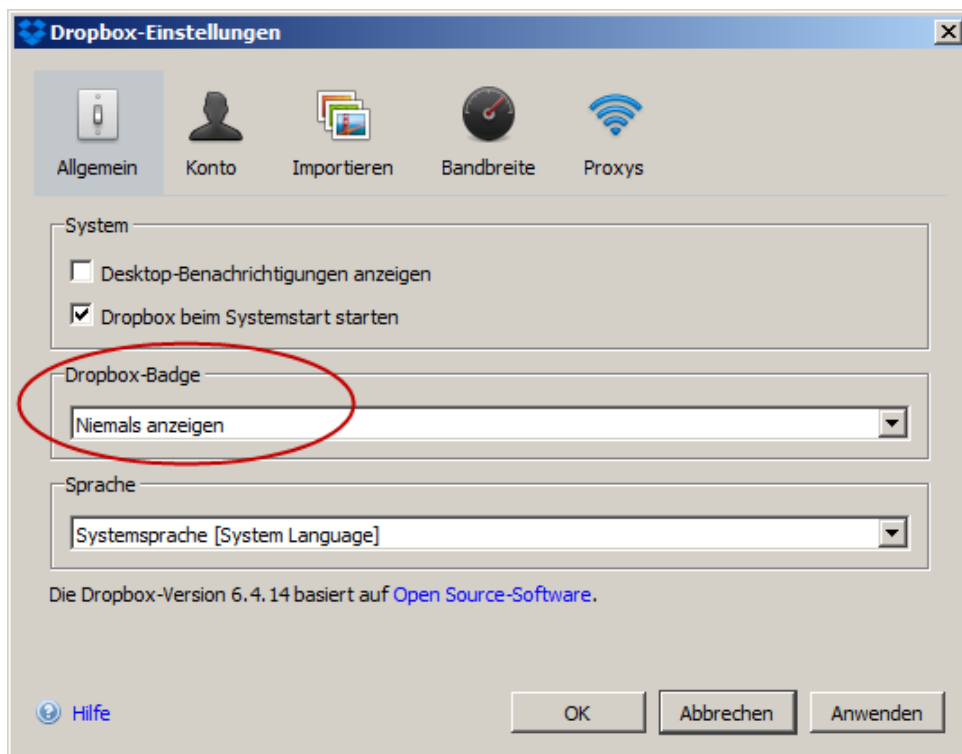 Dropbox-Einstellungen
Allgemein Konto Importieren Bandbreite Proxys
System
Desktop-Benachrichtigungen anzeigen
Dropbox beim Systemstart starten
Dropbox-Badge
Niemals anzeigen
Sprache
Systemsprache [System Language]
Die Dropbox-Version 6.4.14 basiert auf Open Source-Software.
Hilfe OK Abbrechen Anwenden